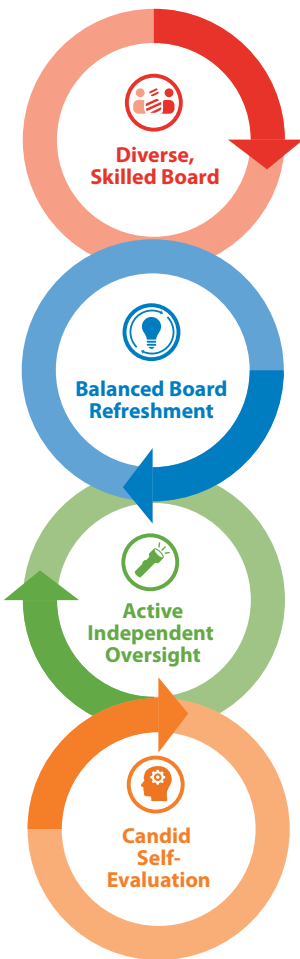 Diverse,
Skilled Board
Balanced Board
Refreshment
Active
Independent
Oversight
Candid
Self-
Evaluation